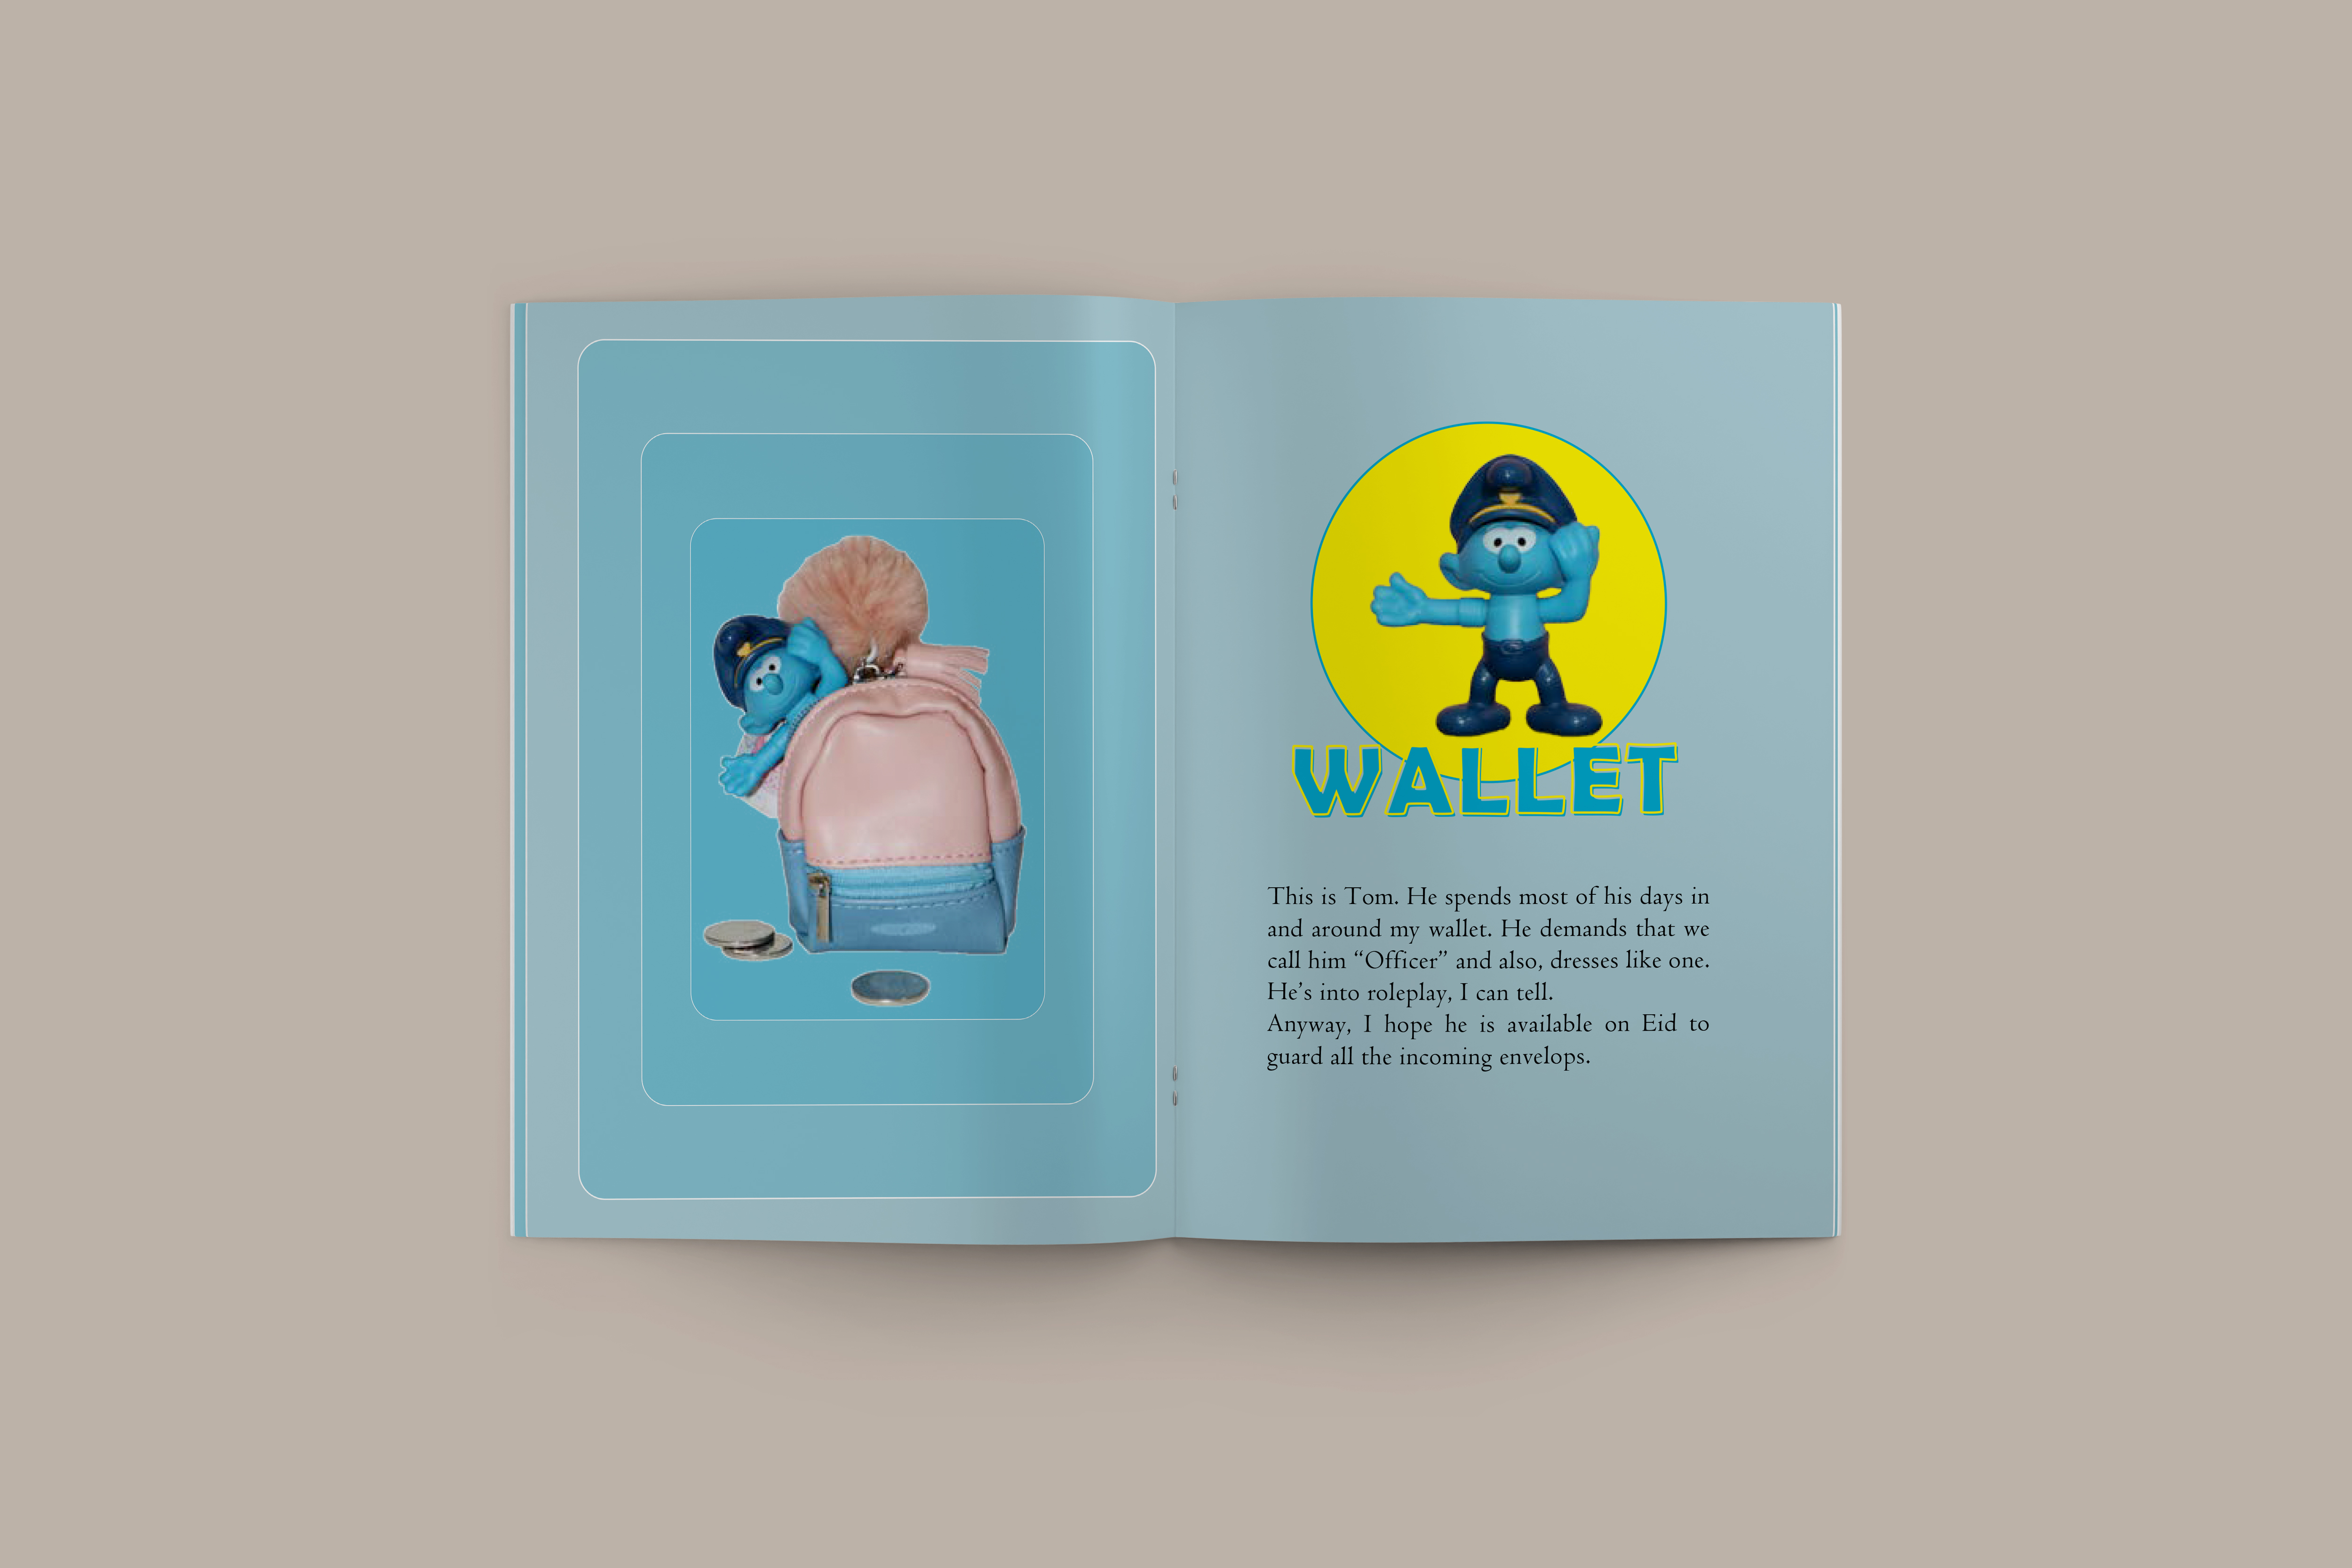 WALLET
This is Tom. He spends most of his days in
and around my wallet. He demands that we
call him “Officer” and also, dresses like one.
He’s into roleplay, I can tell.
Anyway, I hope he is available on Eid to
guard all the incoming envelops.